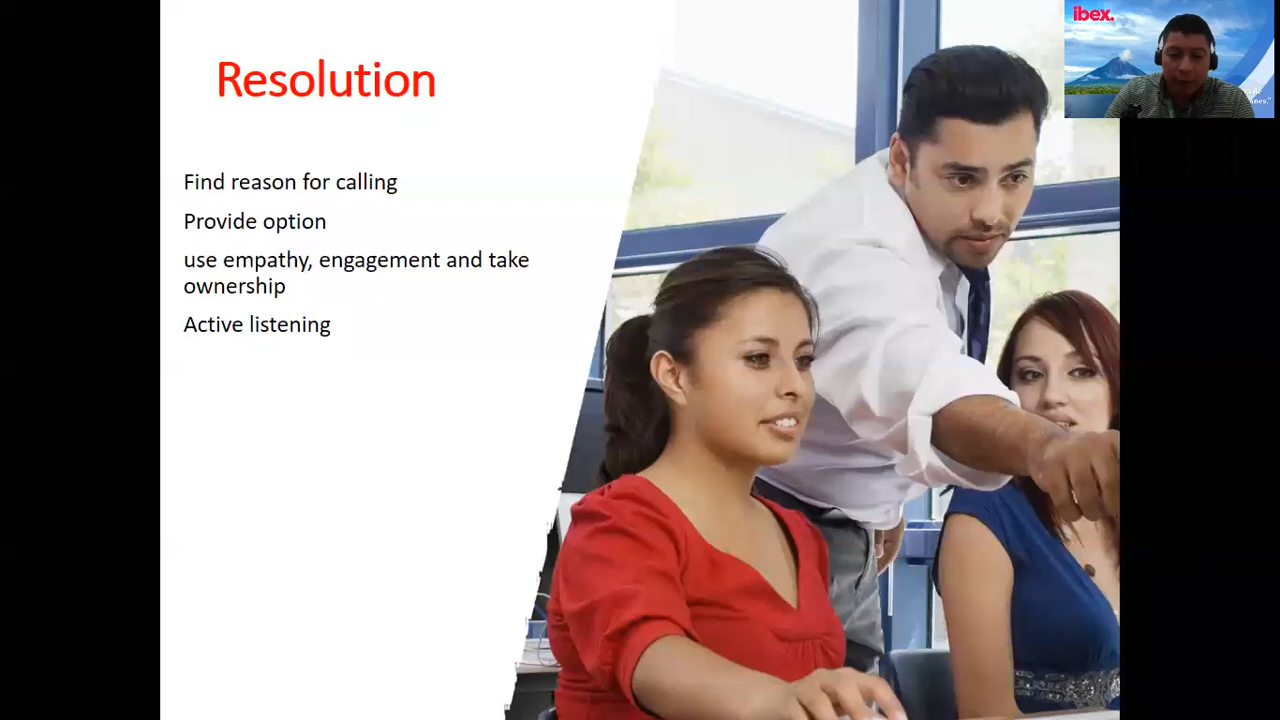 Resolution
ibex.
Find reason for calling
Provide option
use empathy, engagement and take
ownership
Active listening